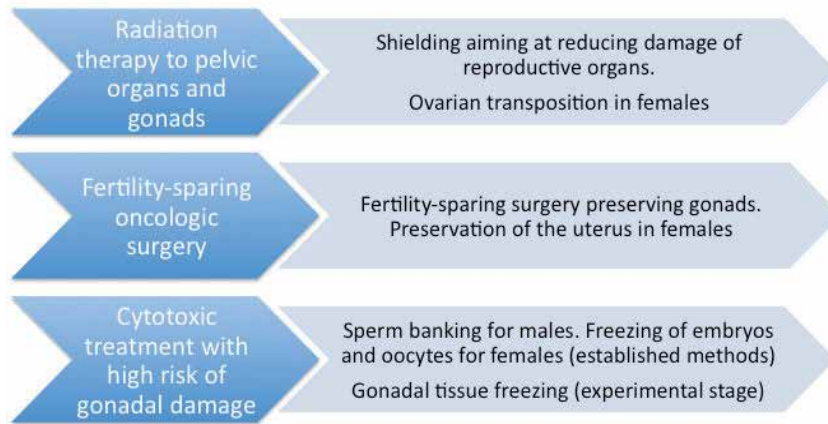 Radiation
therapy to pelvic
organs and
gonads
Shielding aiming at reducing damage of
reproductive organs.
Ovarian transposition in females
Fertility-sparing
oncologic
surgery
Fertility-sparing surgery preserving gonads.
Preservation of the uterus in females
Cytotoxic
treatment with
high risk of
gonadal damage
Sperm banking for males. Freezing of embryos
and oocytes for females (established methods)
Gonadal tissue freezing (experimental stage)